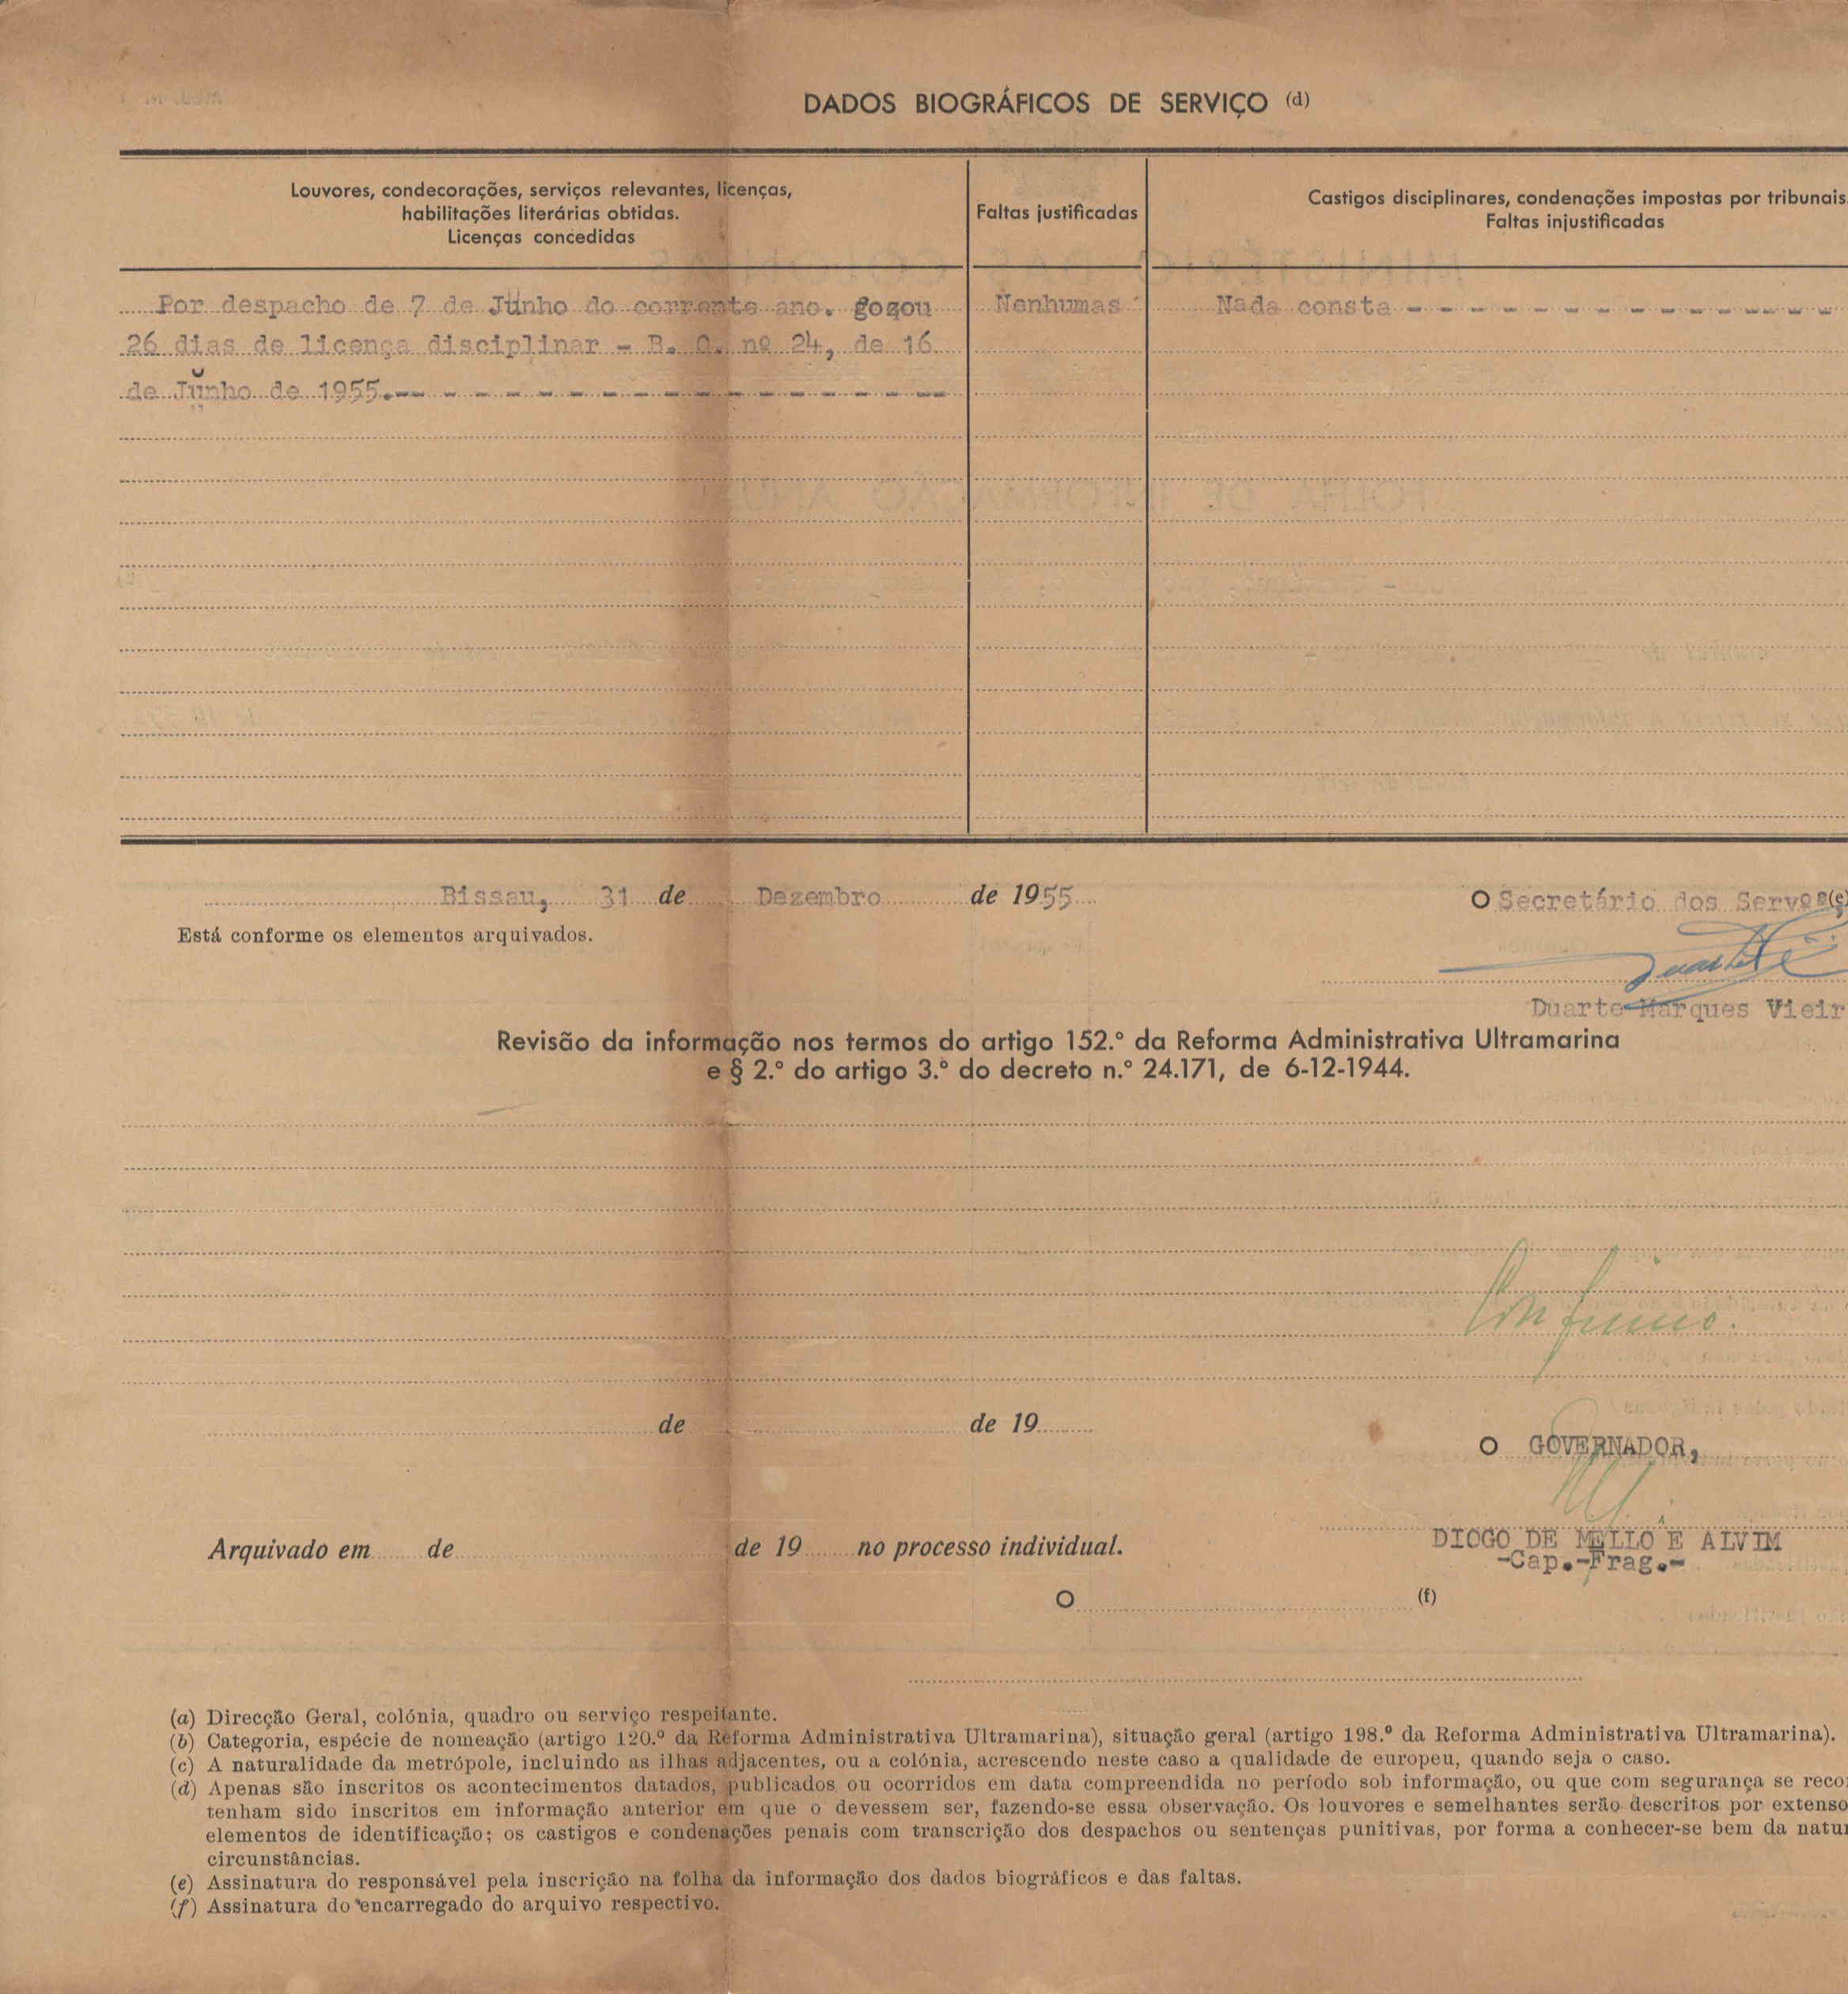 DADOS BIOGRÁFICOS DE SERVIÇO (d)
Louvores, condecorações, serviços relevantes, licenças,
habilitações literárias obtidas.
Licenças concedidas
Faltas justificadas
Castigos disciplinares, condenações impostas por tribunais.
Faltas injustificadas
Por despacho de 7 de Junho do corrente ano. gozou
26 dias de licença disciplinar - B. O. nº 24, de 16
de Junho de 1955.- - - - - - - - - - - - - - - - -
Nenhumas
Nada consta - - - - - - - - - - - - - - -
Bissau, 31 de Dezembro de 1955
O Secretário dos Servº.º (e)
Está conforme os elementos arquivados.
Duarte Marques Vieir
Revisão da informação nos termos do artigo 152.º da Reforma Administrativa Ultramarina
e § 2.º do artigo 3.º do decreto n.º 24.171, de 6-12-1944.
Confirmo.
de de 19
O GOVERNADOR,
DIOGO DE MELLO E ALVIM
-Cap.-Frag.-
Arquivado em de de 19 no processo individual.
O (f)
(a) Direcção Geral, colónia, quadro ou serviço respeitante.
(b) Categoria, espécie de nomeação (artigo 120.º da Reforma Administrativa Ultramarina), situação geral (artigo 198.º da Reforma Administrativa Ultramarina).
(c) A naturalidade da metrópole, incluindo as ilhas adjacentes, ou a colónia, acrescendo neste caso a qualidade de europeu, quando seja o caso.
(d) Apenas são inscritos os acontecimentos datados, publicados ou ocorridos em data compreendida no período sob informação, ou que com segurança se reco
tenham sido inscritos em informação anterior em que o devessem ser, fazendo-se essa observação. Os louvores e semelhantes serão descritos por extenso
elementos de identificação; os castigos e condenações penais com transcrição dos despachos ou sentenças punitivas, por forma a conhecer-se bem da natu
circunstâncias.
(e) Assinatura do responsável pela inscrição na folha da informação dos dados biográficos e das faltas.
(f) Assinatura do encarregado do arquivo respectivo.